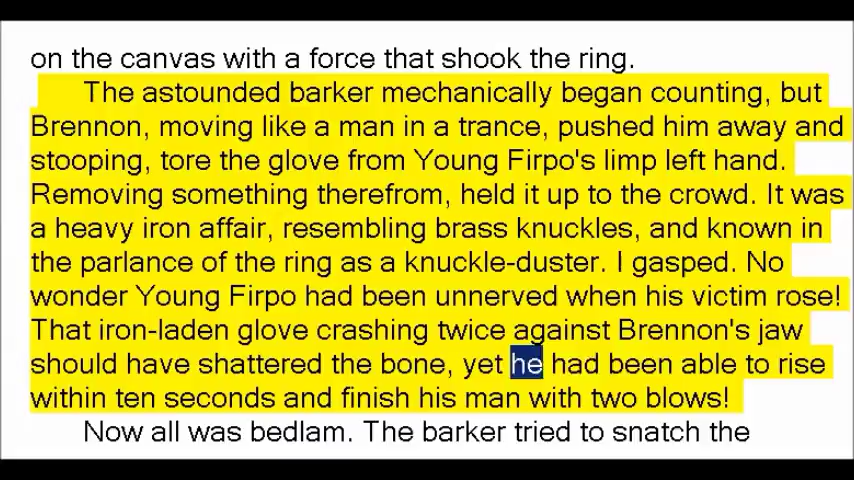 on the canvas with a force that shook the ring.
The astounded barker mechanically began counting, but
Brennon, moving like a man in a trance, pushed him away and
stooping, tore the glove from Young Firpo's limp left hand.
Removing something therefrom, held it up to the crowd. It was
a heavy iron affair, resembling brass knuckles, and known in
the parlance of the ring as a knuckle-duster. I gasped. No
wonder Young Firpo had been unnerved when his victim rose!
That iron-laden glove crashing twice against Brennon's jaw
should have shattered the bone, yet he had been able to rise
within ten seconds and finish his man with two blows!
Now all was bedlam. The barker tried to snatch the